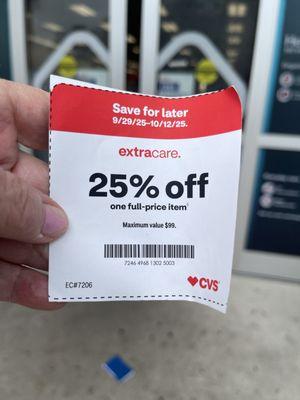 Save for later
9/29/25-10/12/25.
extracare.
25% off
one full-price item
Maximum value $99.
7246 4968 1302 5003
EC#7206
CVS